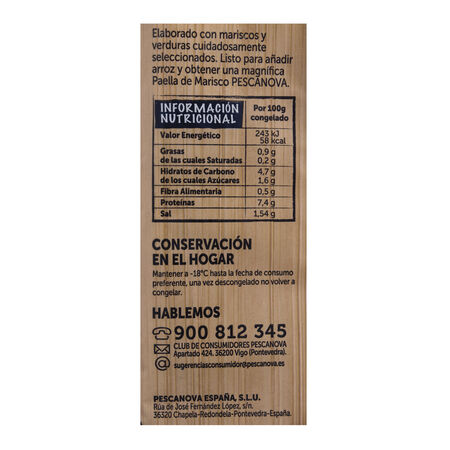 Elaborado con mariscos y
verduras cuidadosamente
seleccionados. Listo para añadir
arroz y obtener una magnífica
Paella de Marisco PESCANOVA.
INFORMACIÓN NUTRICIONAL Por 100g congelado
Valor Energético 243 kJ
58 kcal
Grasas 0,9 g
de las cuales Saturadas 0,2 g
Hidratos de Carbono 4,7 g
de los cuales Azúcares 1,6 g
Fibra Alimentaria 0,5 g
Proteínas 7,4 g
Sal 1,54 g
CONSERVACIÓN
EN EL HOGAR
Mantener a -18°C hasta la fecha de consumo
preferente, una vez descongelado no volver a
congelar.
HABLEMOS
900 812 345
CLUB DE CONSUMIDORES PESCANOVA
Apartado 424. 36200 Vigo (Pontevedra).
@ sugerenciasconsumidor@pescanova.es
PESCANOVA ESPAÑA, S.L.U.
Rúa de José Fernández López, s/n.
36320 Chapela-Redondela-Pontevedra-España.